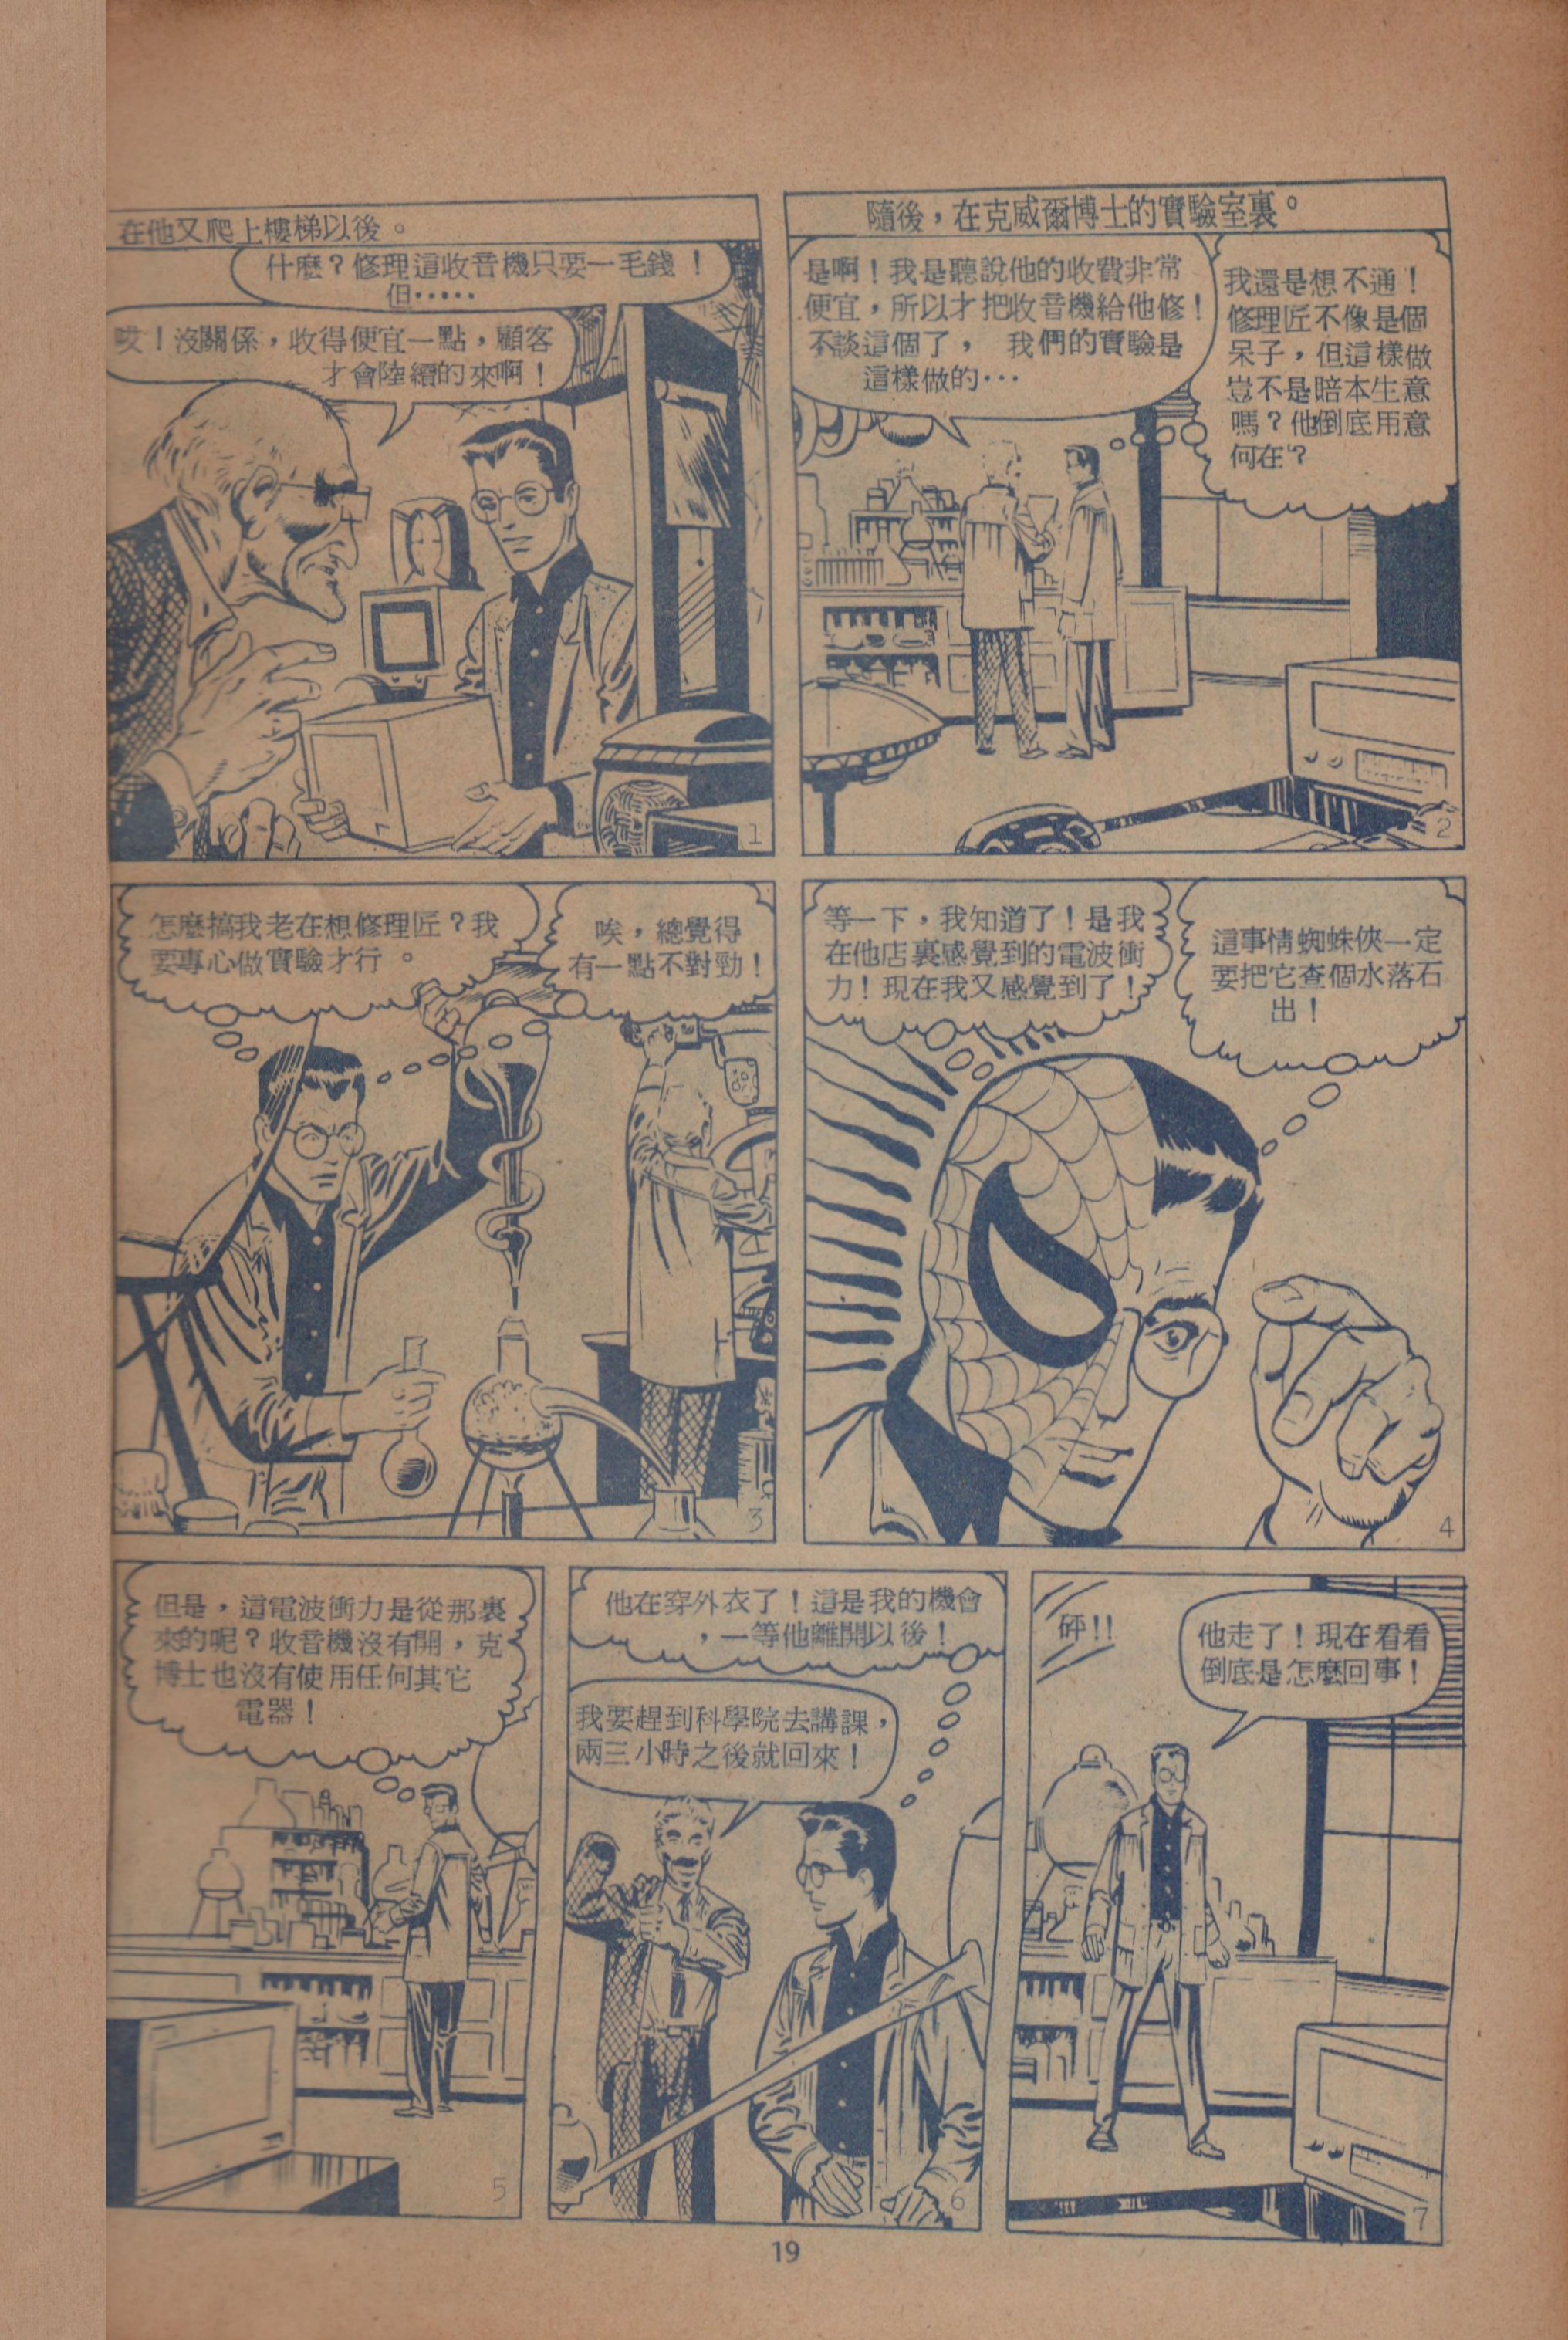 在他又爬上樓梯以後。
什麼？修理這收音機只要一毛錢！
但⋯⋯
哎！沒關係，收得便宜一點，顧客
才會陸續的來啊！
1
隨後，在克威爾博士的實驗室裏。
是啊！我是聽說他的收費非常
便宜，所以才把收音機給他修！
不談這個了， 我們的實驗是
這樣做的⋯
我還是想不通！
修理匠不像是個
呆子，但這樣做
豈不是賠本生意
嗎？他倒底用意
何在？
2
怎麼搞我老在想修理匠？我
要專心做實驗才行。
唉，總覺得
有一點不對勁！
3
等一下，我知道了！是我
在他店裏感覺到的電波衝
力！現在我又感覺到了！
這事情蜘蛛俠一定
要把它查個水落石
出！
4
但是，這電波衝力是從那裏
來的呢？收音機沒有開，克
博士也沒有使用任何其它
電器！
5
他在穿外衣了！這是我的機會
，一等他離開以後！
我要趕到科學院去講課，
兩三小時之後就回來！
6
砰!!
他走了！現在看看
倒底是怎麼回事！
7
19